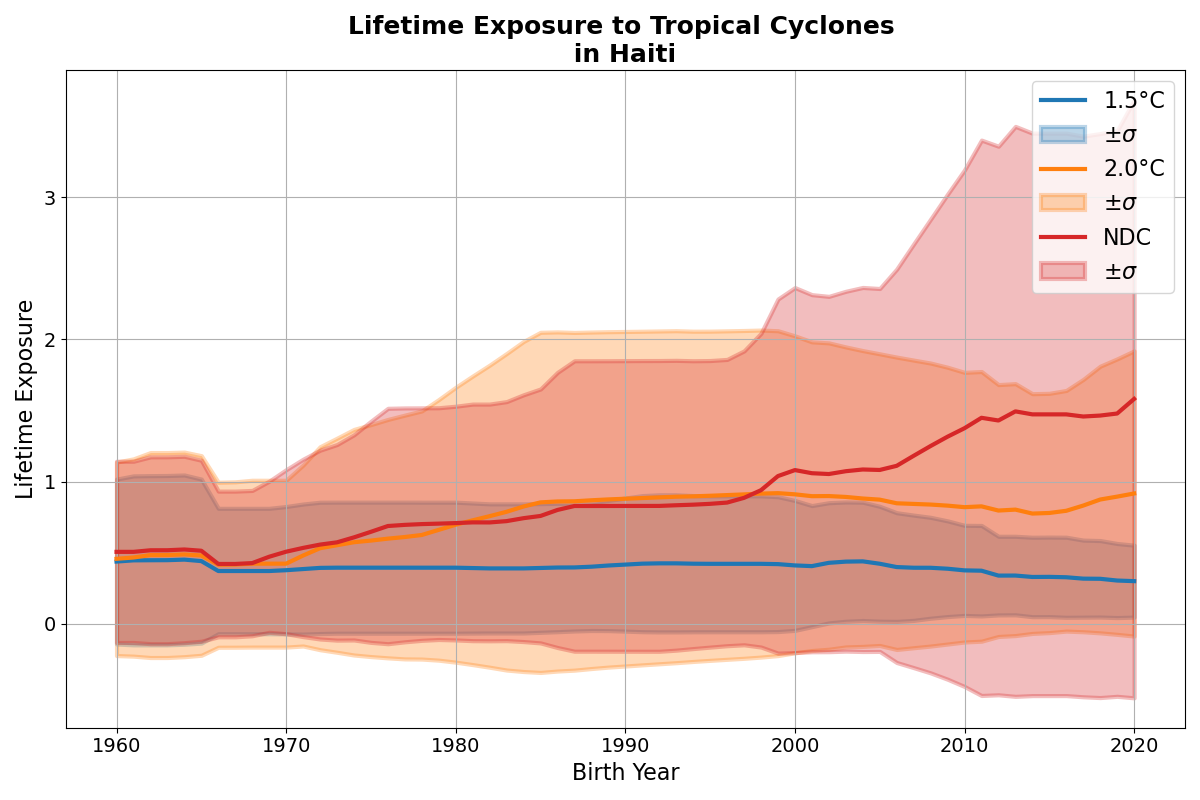 Lifetime Exposure to Tropical Cyclones
in Haiti
Lifetime Exposure
3
2
1
0
1960
1970
1980
1990
2000
2010
2020
Birth Year
1.5°C
±σ
2.0°C
±σ
NDC
±σ